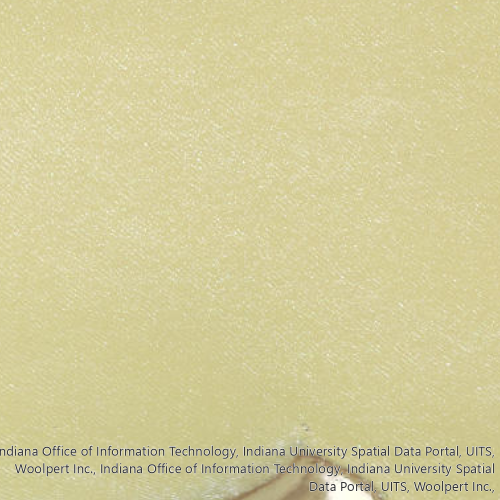 ndiana Office of Information Technology, Indiana University Spatial Data Portal, UITS,
Woolpert Inc., Indiana Office of Information Technology, Indiana University Spatial
Data Portal, UITS, Woolpert Inc.,